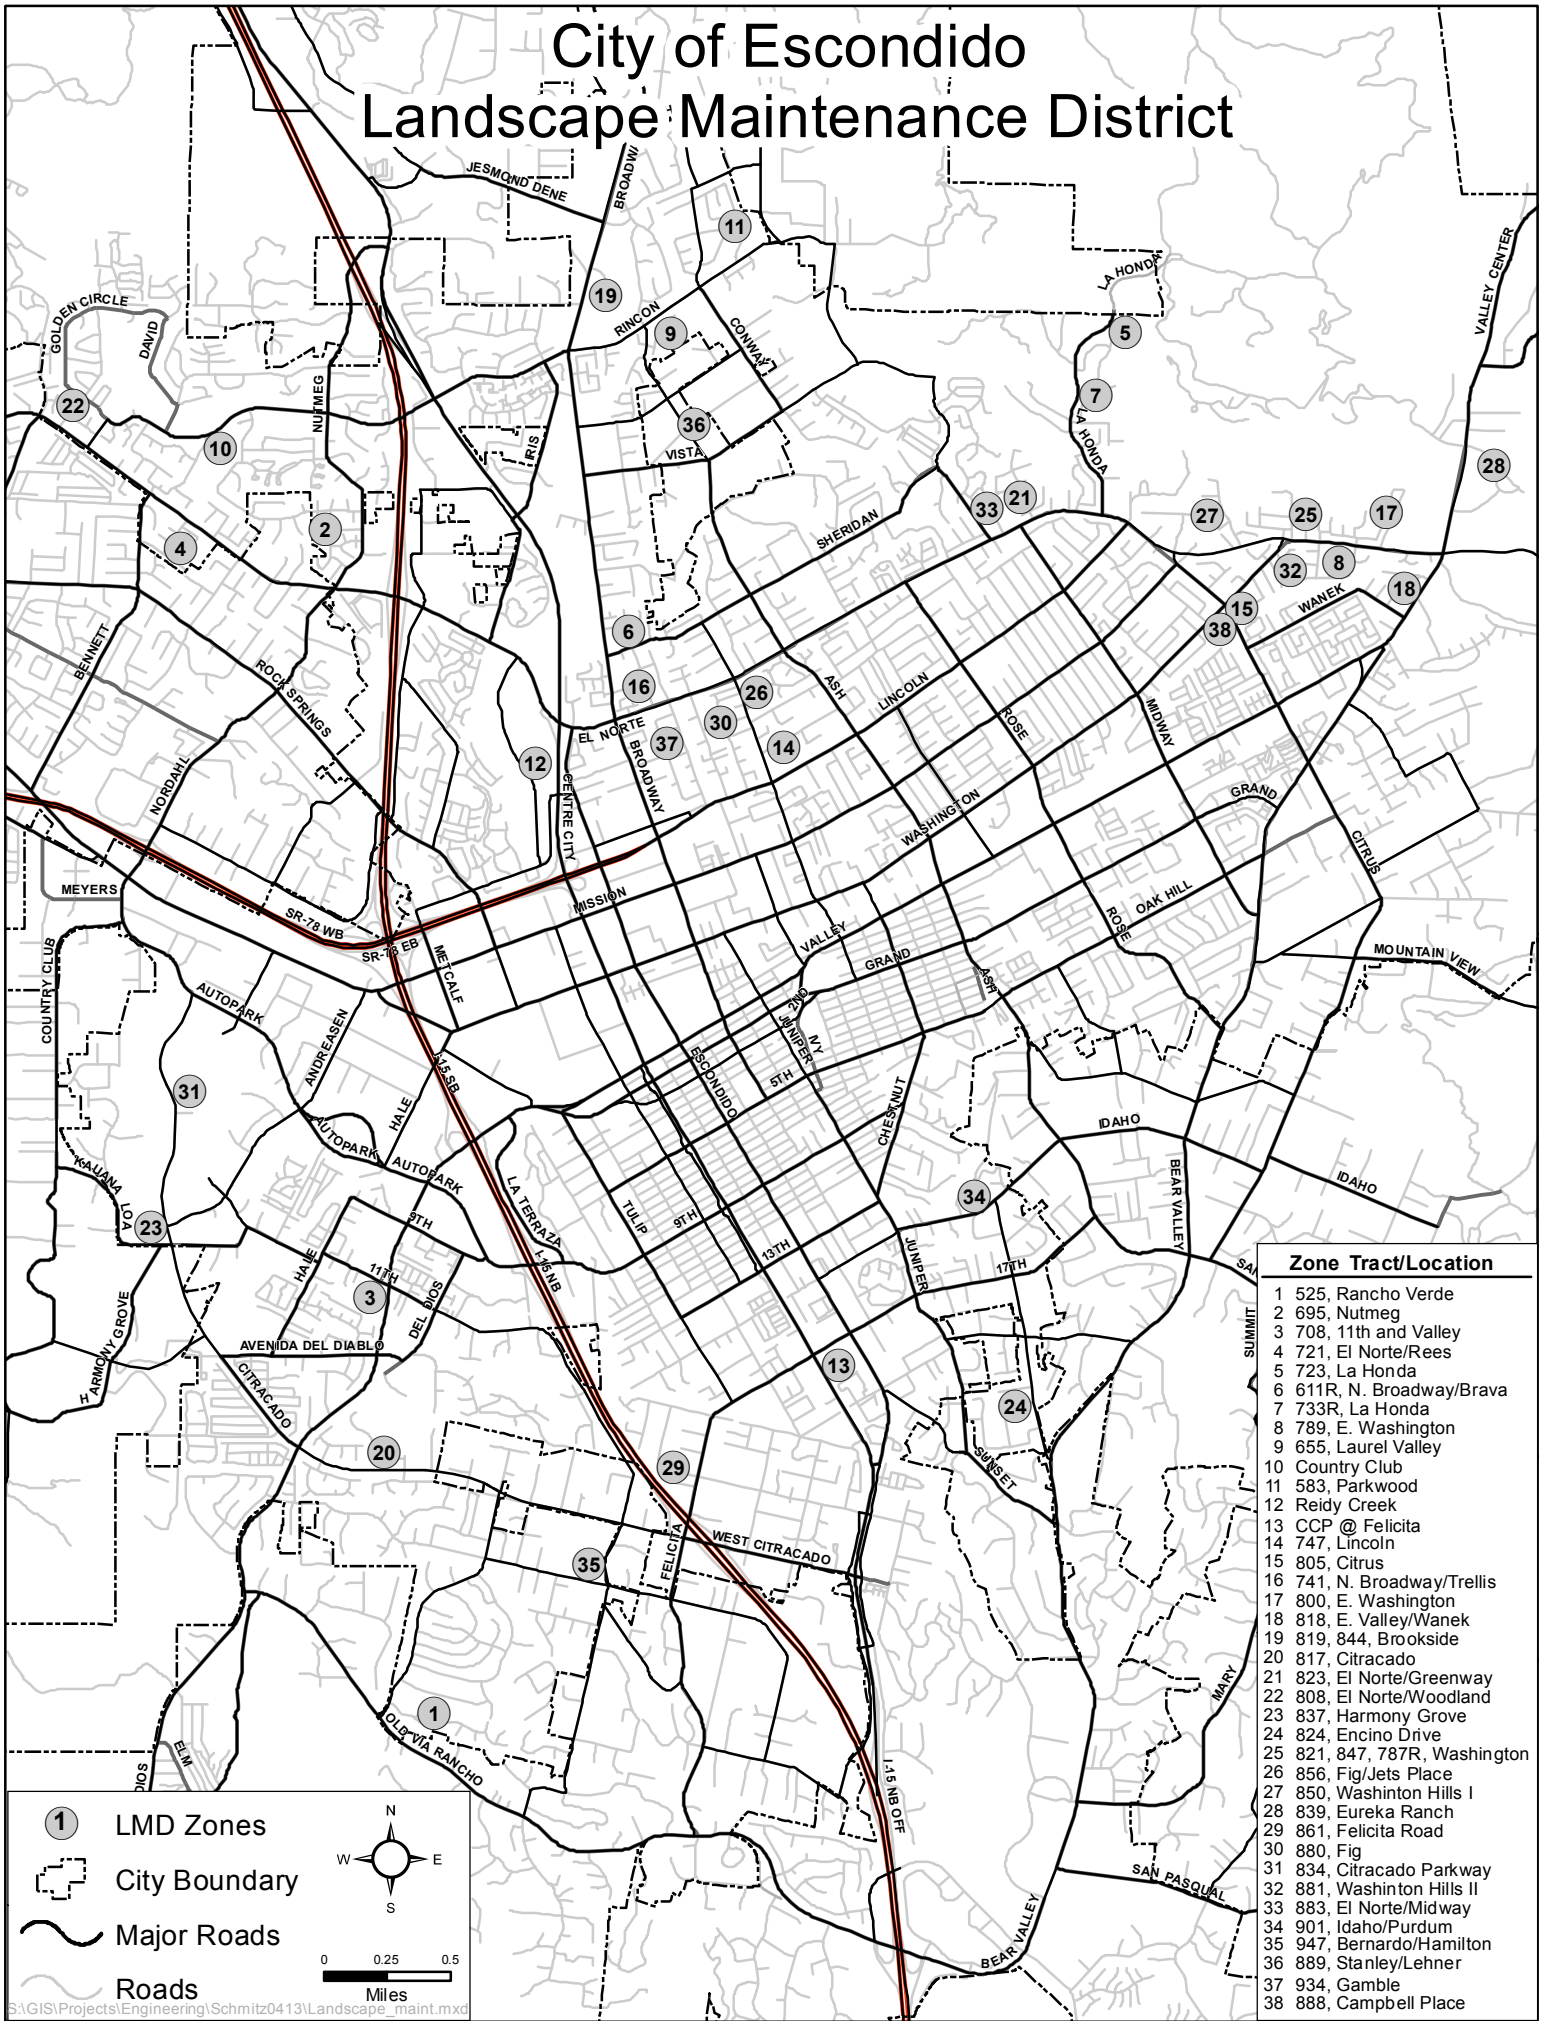 City of Escondido
Landscape Maintenance District
JESMOND DENE
BROADWA
11
LA HONDA
VALLEY CENTER
19
GOLDEN CIRCLE
DAVID
RINCON
9
CONWAY
5
22
NUTMEG
7
LA HONDA
10
36
IRIS
VISTA
28
33
21
27
25
17
2
4
SHERIDAN
32
8
18
WANEK
15
38
6
BENNETT
ROCK SPRINGS
16
26
ASH
LINCOLN
ROSE
MIDWAY
EL NORTE
30
37
14
12
BROADWAY
CENTRE CITY
NORDAHL
WASHINGTON
GRAND
CITRUS
MEYERS
MISSION
OAK HILL
ROSE
SR-78 WB
SR-78 EB
METCALF
VALLEY
GRAND
MOUNTAIN VIEW
COUNTRY CLUB
AUTOPARK
ANDREASEN
2ND
ASH
JUNIPER
IVY
I-15 SB
ESCONDIDO
5TH
31
HALE
CHESTNUT
AUTOPARK
IDAHO
KAUANA LOA
AUTOPARK
LA TERRAZA
BEAR VALLEY
IDAHO
34
23
9TH
TULIP
9TH
13TH
JUNIPER
HALE
11TH
I-15 NB
17TH
SAN
3
DEL DIOS
HARMONY GROVE
AVENIDA DEL DIABLO
SUMMIT
CITRACADO
13
24
20
29
SUNSET
WEST CITRACADO
35
FELICITA
MARY
1
OLD VIA RANCHO
ELM
DIOS
I-15 NB OFF
SAN PASQUAL
BEAR VALLEY
Zone Tract/Location
1 525, Rancho Verde
2 695, Nutmeg
3 708, 11th and Valley
4 721, El Norte/Rees
5 723, La Honda
6 611R, N. Broadway/Brava
7 733R, La Honda
8 789, E. Washington
9 655, Laurel Valley
10 Country Club
11 583, Parkwood
12 Reidy Creek
13 CCP @ Felicita
14 747, Lincoln
15 805, Citrus
16 741, N. Broadway/Trellis
17 800, E. Washington
18 818, E. Valley/Wanek
19 819, 844, Brookside
20 817, Citracado
21 823, El Norte/Greenway
22 808, El Norte/Woodland
23 837, Harmony Grove
24 824, Encino Drive
25 821, 847, 787R, Washington
26 856, Fig/Jets Place
27 850, Washinton Hills I
28 839, Eureka Ranch
29 861, Felicita Road
30 880, Fig
31 834, Citracado Parkway
32 881, Washinton Hills II
33 883, El Norte/Midway
34 901, Idaho/Purdum
35 947, Bernardo/Hamilton
36 889, Stanley/Lehner
37 934, Gamble
38 888, Campbell Place
1 LMD Zones
City Boundary
Major Roads
Roads
N
W E
S
0 0.25 0.5
Miles
S:\GIS\Projects\Engineering\Schmitz0413\Landscape_maint.mxd